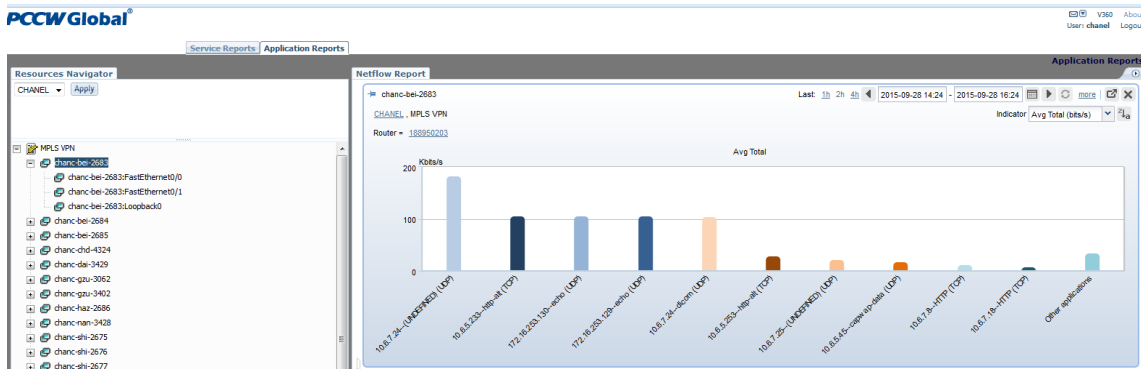 PCCW Global®
V360 Abou
User: chanel Logou
Service Reports Application Reports
Application Reports
Resources Navigator
CHANEL Apply
MPLS VPN
chanc-bei-2683
chanc-bei-2683:FastEthernet0/0
chanc-bei-2683:FastEthernet0/1
chanc-bei-2683:Loopback0
chanc-bei-2684
chanc-bei-2685
chanc-chd-4324
chanc-dai-3429
chanc-gzu-3062
chanc-gzu-3402
chanc-haz-2686
chanc-nan-3428
chanc-shi-2675
chanc-shi-2676
chanc-shi-2677
Netflow Report
chanc-bei-2683
Last: 1h 2h 4h 2015-09-28 14:24 - 2015-09-28 16:24 more
CHANEL , MPLS VPN
Indicator Avg Total (bits/s)
Router = 188950203
Avg Total
Kbits/s
200
100
0
10.6.7.24--(UNDEFINED) (UDP)
10.6.5.233--http-alt (TCP)
172.16.253.130--echo (UDP)
172.16.253.129--echo (UDP)
10.6.7.24--dicom (UDP)
10.6.5.253--http-alt (TCP)
10.6.7.25--(UNDEFINED) (UDP)
10.6.5.45--capwap-data (UDP)
10.6.7.8--HTTP (TCP)
10.6.7.18--HTTP (TCP)
Other applications